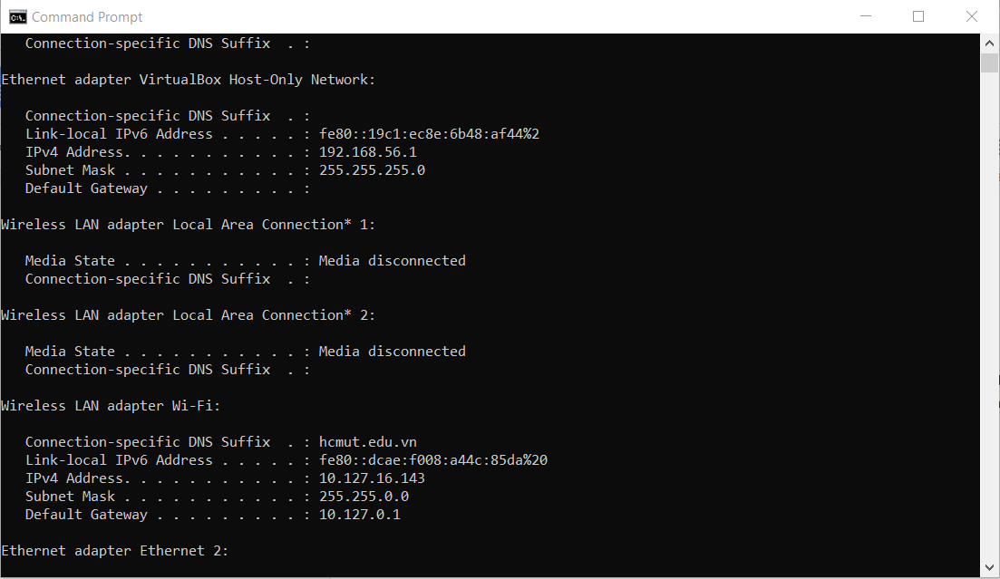 Command Prompt
   Connection-specific DNS Suffix  . :
Ethernet adapter VirtualBox Host-Only Network:
   Connection-specific DNS Suffix  . :
   Link-local IPv6 Address . . . . . : fe80::19c1:ec8e:6b48:af44%2
   IPv4 Address. . . . . . . . . . . : 192.168.56.1
   Subnet Mask . . . . . . . . . . . : 255.255.255.0
   Default Gateway . . . . . . . . . :
Wireless LAN adapter Local Area Connection* 1:
   Media State . . . . . . . . . . . : Media disconnected
   Connection-specific DNS Suffix  . :
Wireless LAN adapter Local Area Connection* 2:
   Media State . . . . . . . . . . . : Media disconnected
   Connection-specific DNS Suffix  . :
Wireless LAN adapter Wi-Fi:
   Connection-specific DNS Suffix  . : hcmut.edu.vn
   Link-local IPv6 Address . . . . . : fe80::dcae:f008:a44c:85da%20
   IPv4 Address. . . . . . . . . . . : 10.127.16.143
   Subnet Mask . . . . . . . . . . . : 255.255.0.0
   Default Gateway . . . . . . . . . : 10.127.0.1
Ethernet adapter Ethernet 2: